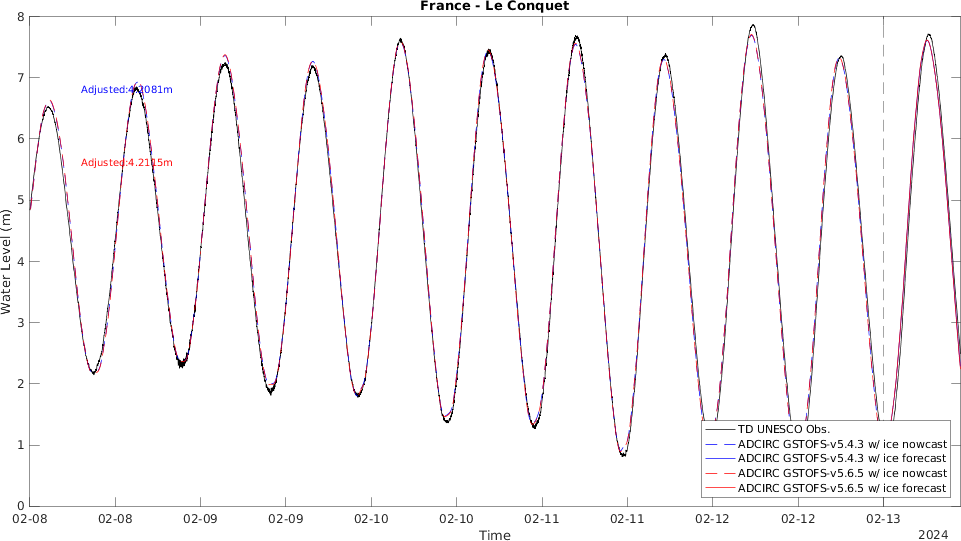 France - Le Conquet
8
7
6
5
4
3
2
1
0
Water Level (m)
Adjusted:4.2081m
Adjusted:4.2115m
TD UNESCO Obs.
ADCIRC GSTOFS-v5.4.3 w/ ice nowcast
ADCIRC GSTOFS-v5.4.3 w/ ice forecast
ADCIRC GSTOFS-v5.6.5 w/ ice nowcast
ADCIRC GSTOFS-v5.6.5 w/ ice forecast
02-08 02-08 02-09 02-09 02-10 02-10 02-11 02-11 02-12 02-12 02-13
Time
2024